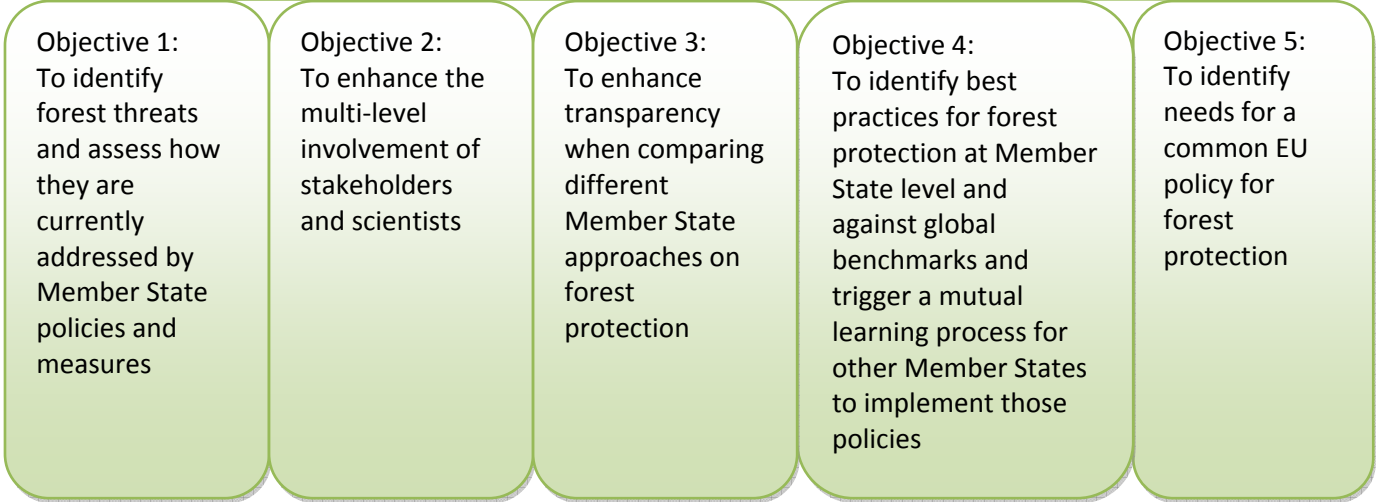 Objective 1:
To identify
forest threats
and assess how
they are
currently
addressed by
Member State
policies and
measures
Objective 2:
To enhance the
multi-level
involvement of
stakeholders
and scientists
Objective 3:
To enhance
transparency
when comparing
different
Member State
approaches on
forest
protection
Objective 4:
To identify best
practices for forest
protection at Member
State level and
against global
benchmarks and
trigger a mutual
learning process for
other Member States
to implement those
policies
Objective 5:
To identify
needs for a
common EU
policy for
forest
protection